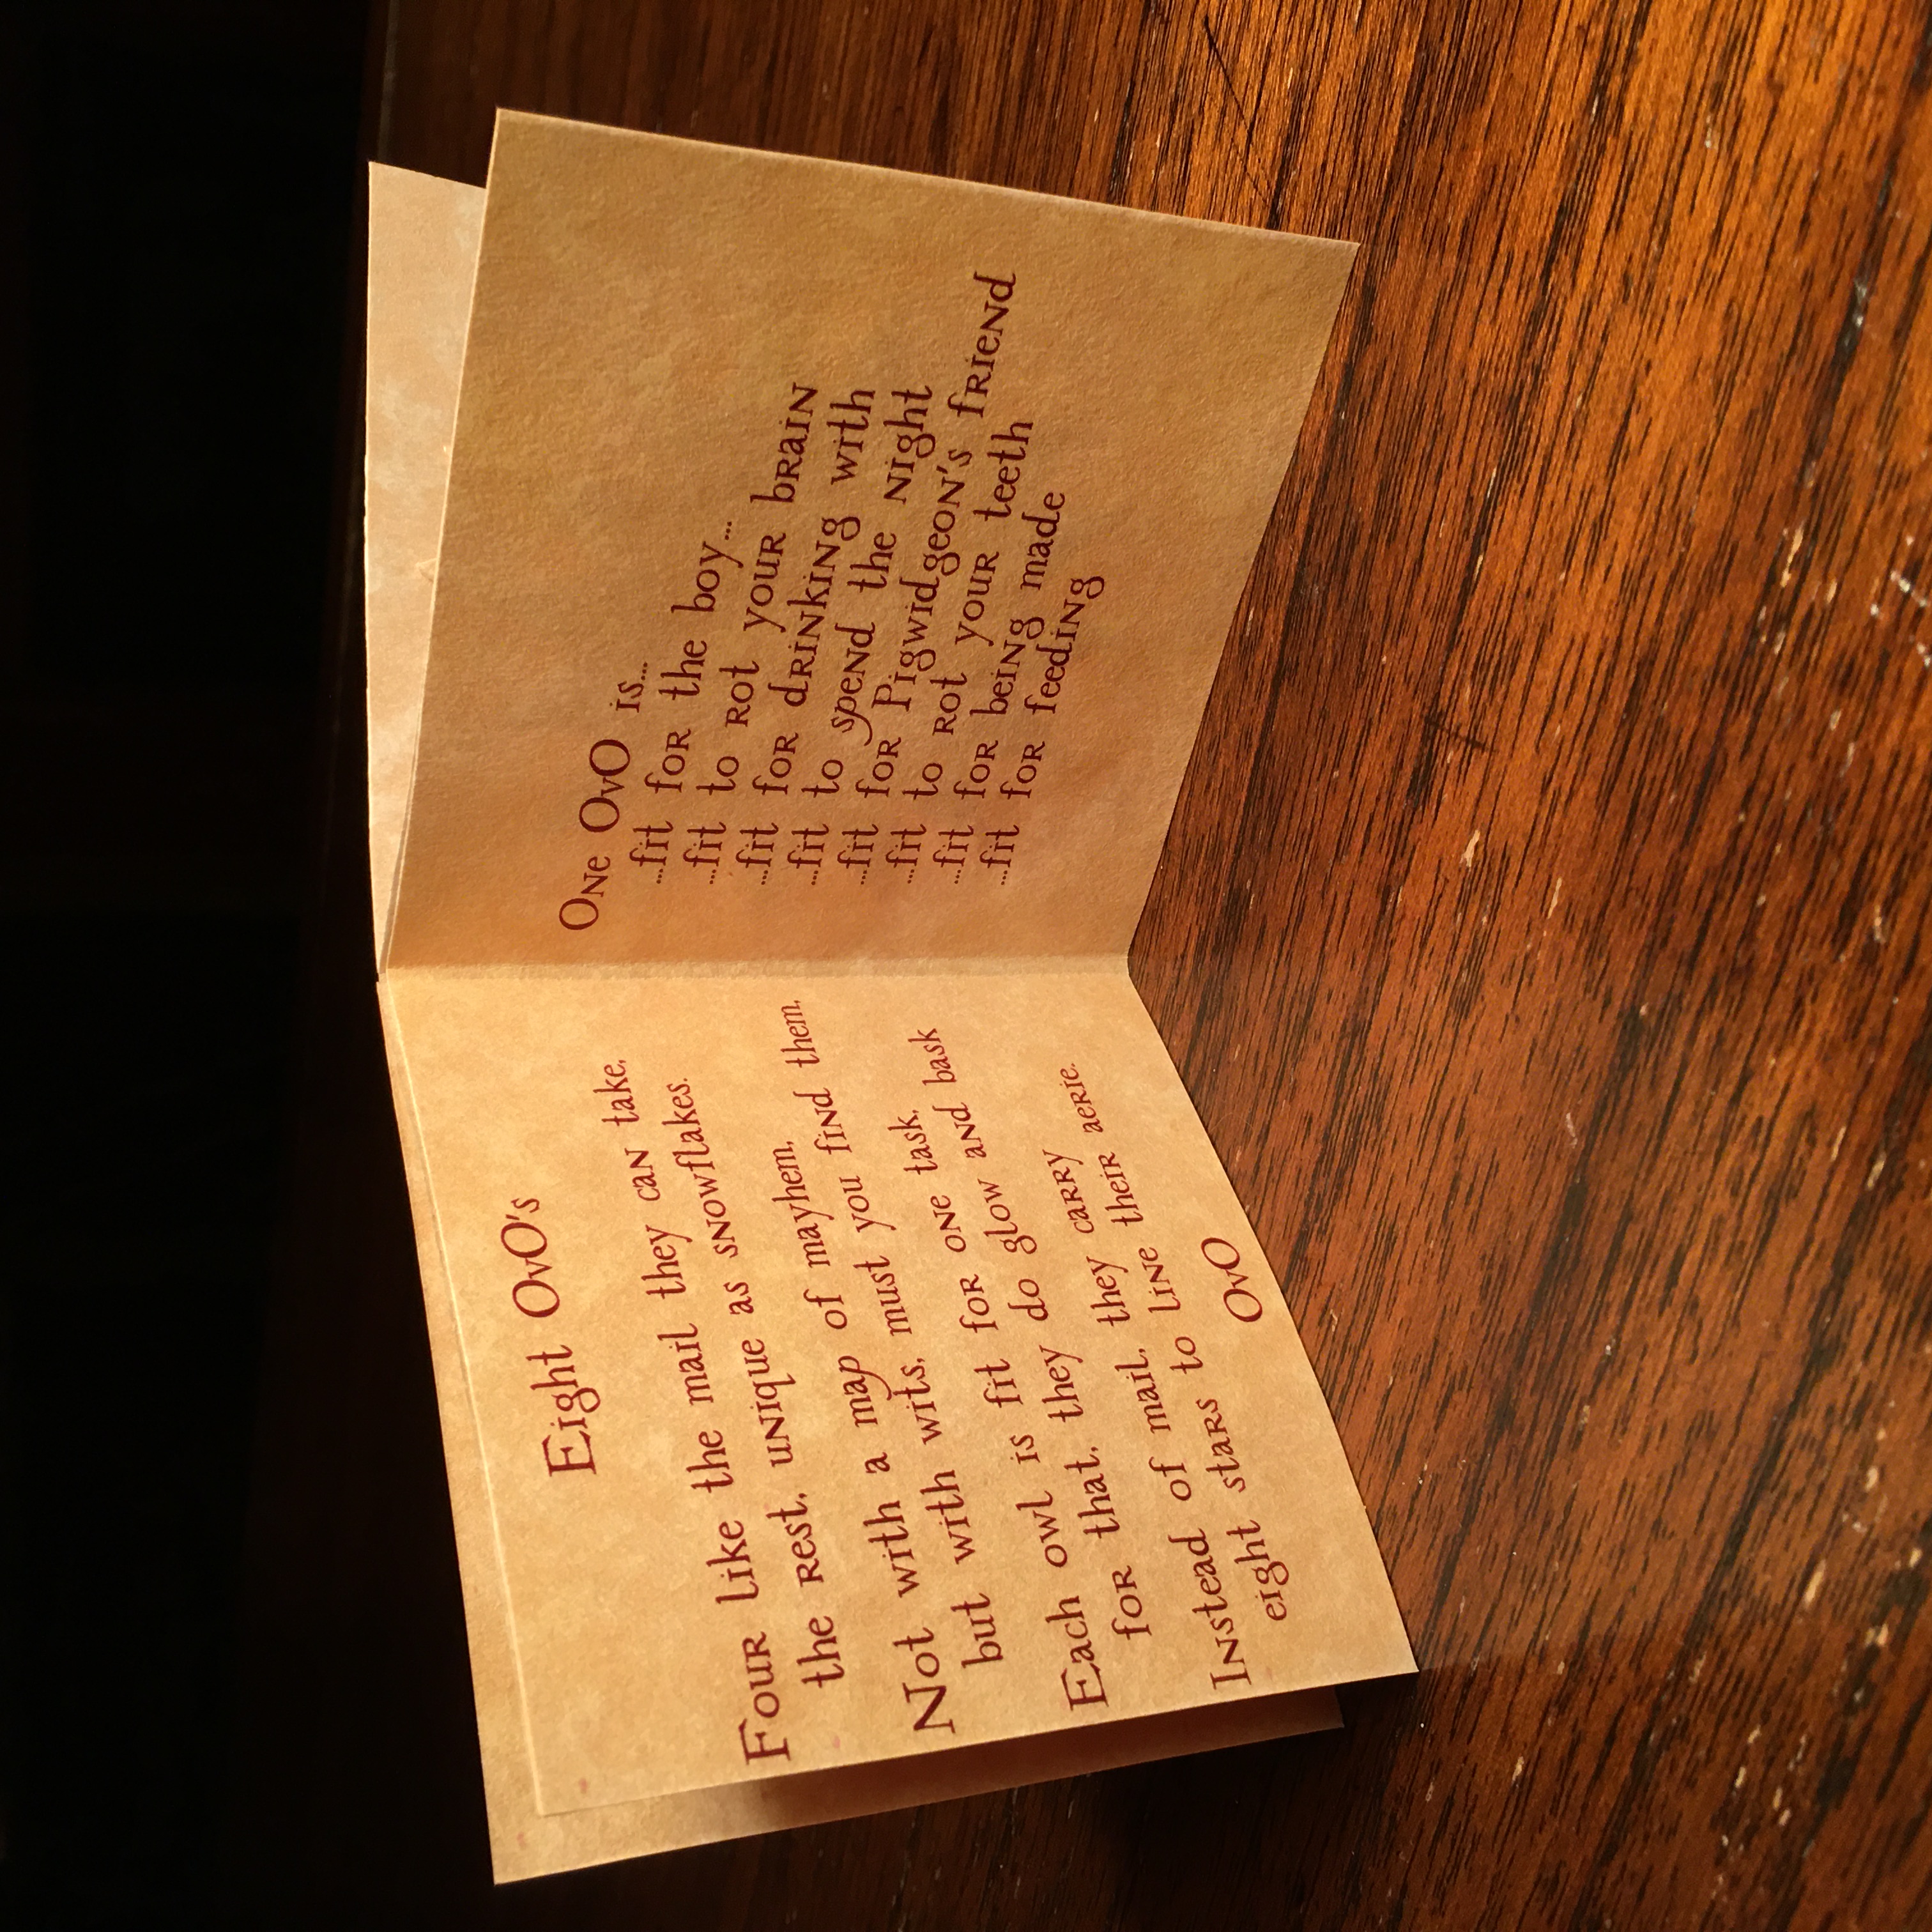 Eight OvO's
Four like the mail they can take,
the rest, unique as snowflakes.
Not with a map of mayhem,
but with wits, must you find them,
Each owl is fit for one task,
for that, they do glow and bask
Instead of mail, they carry
eight stars to line their aerie.
OvO
One OvO is...
...fit for the boy...
...fit to rot your brain
...fit for drinking with
...fit to spend the night
...fit for Pigwidgeon's friend
...fit to rot your teeth
...fit for being made
...fit for feeding